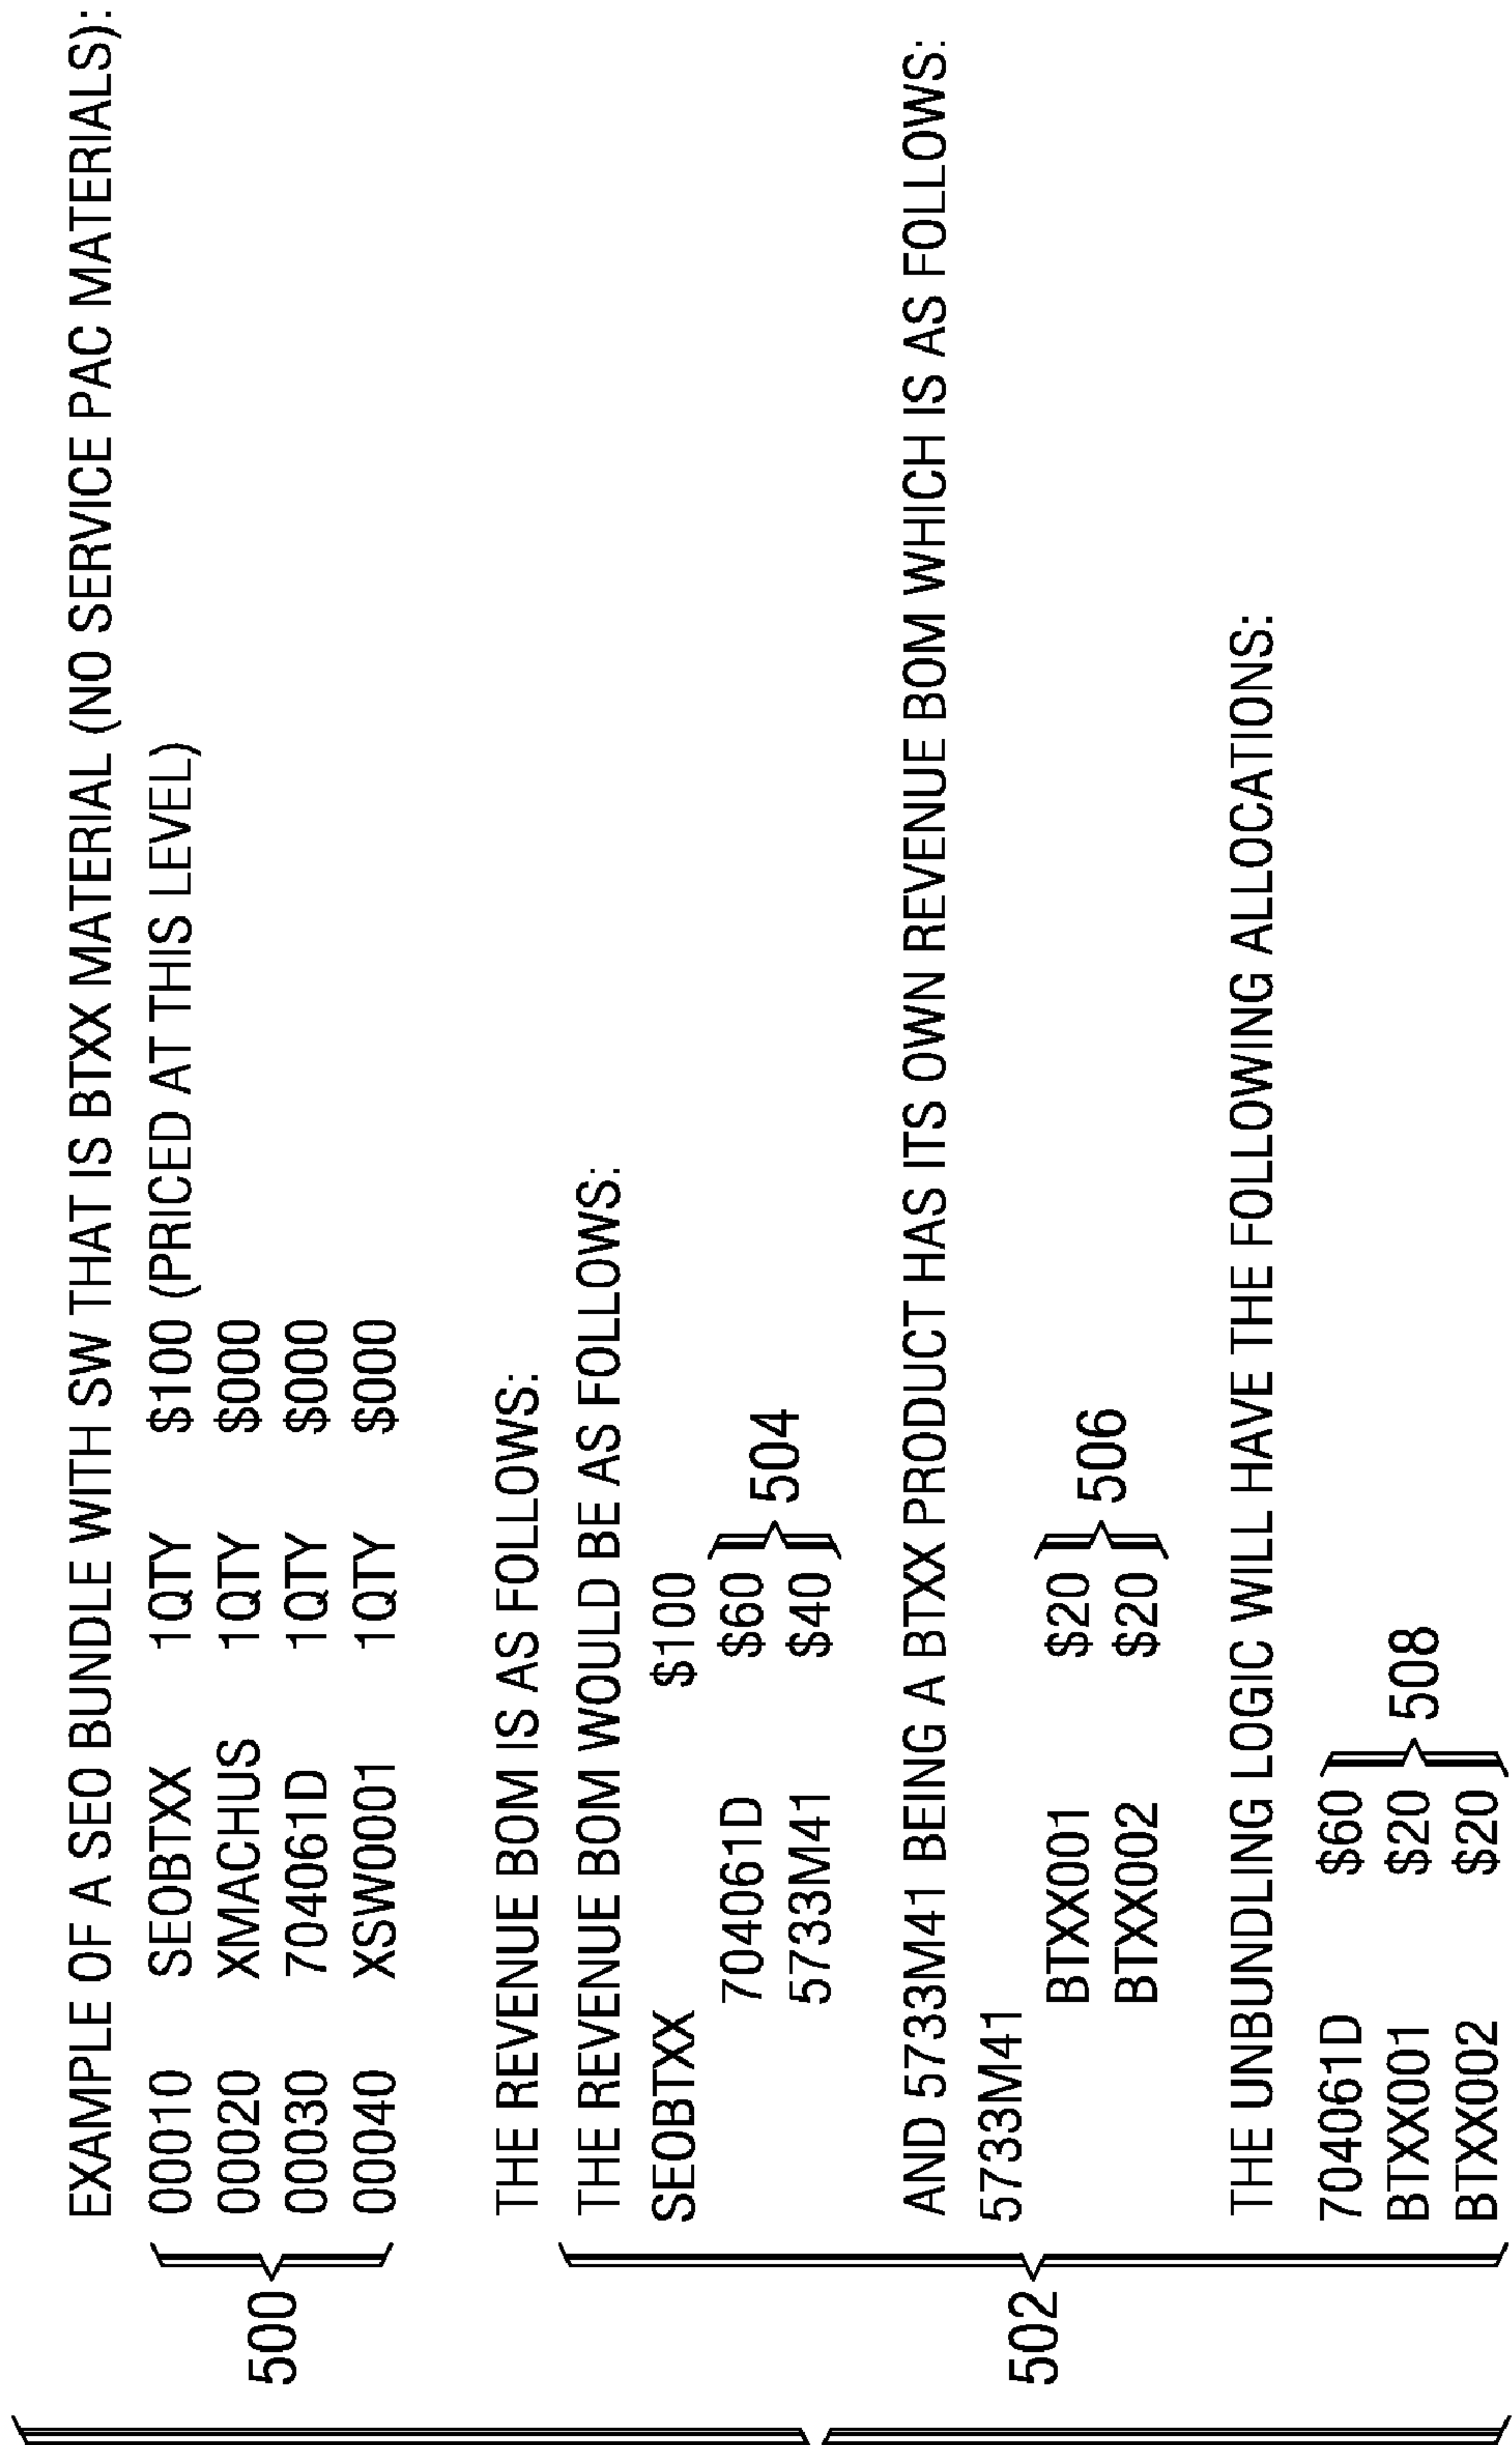 EXAMPLE OF A SEO BUNDLE WITH SW THAT IS BTXX MATERIAL (NO SERVICE PAC MATERIALS):
00010 SEOBTXX 1QTY $100 (PRICED AT THIS LEVEL)
00020 XMACHUS 1QTY $000
00030 704061D 1QTY $000
00040 XSW0001 1QTY $000
500
THE REVENUE BOM IS AS FOLLOWS:
THE REVENUE BOM WOULD BE AS FOLLOWS:
SEOBTXX $100
704061D $60
5733M41 $40
504
AND 5733M41 BEING A BTXX PRODUCT HAS ITS OWN REVENUE BOM WHICH IS AS FOLLOWS:
5733M41
BTXX001 $20
BTXX002 $20
506
502
THE UNBUNDLING LOGIC WILL HAVE THE FOLLOWING ALLOCATIONS:
704061D $60
BTXX001 $20
BTXX002 $20
508